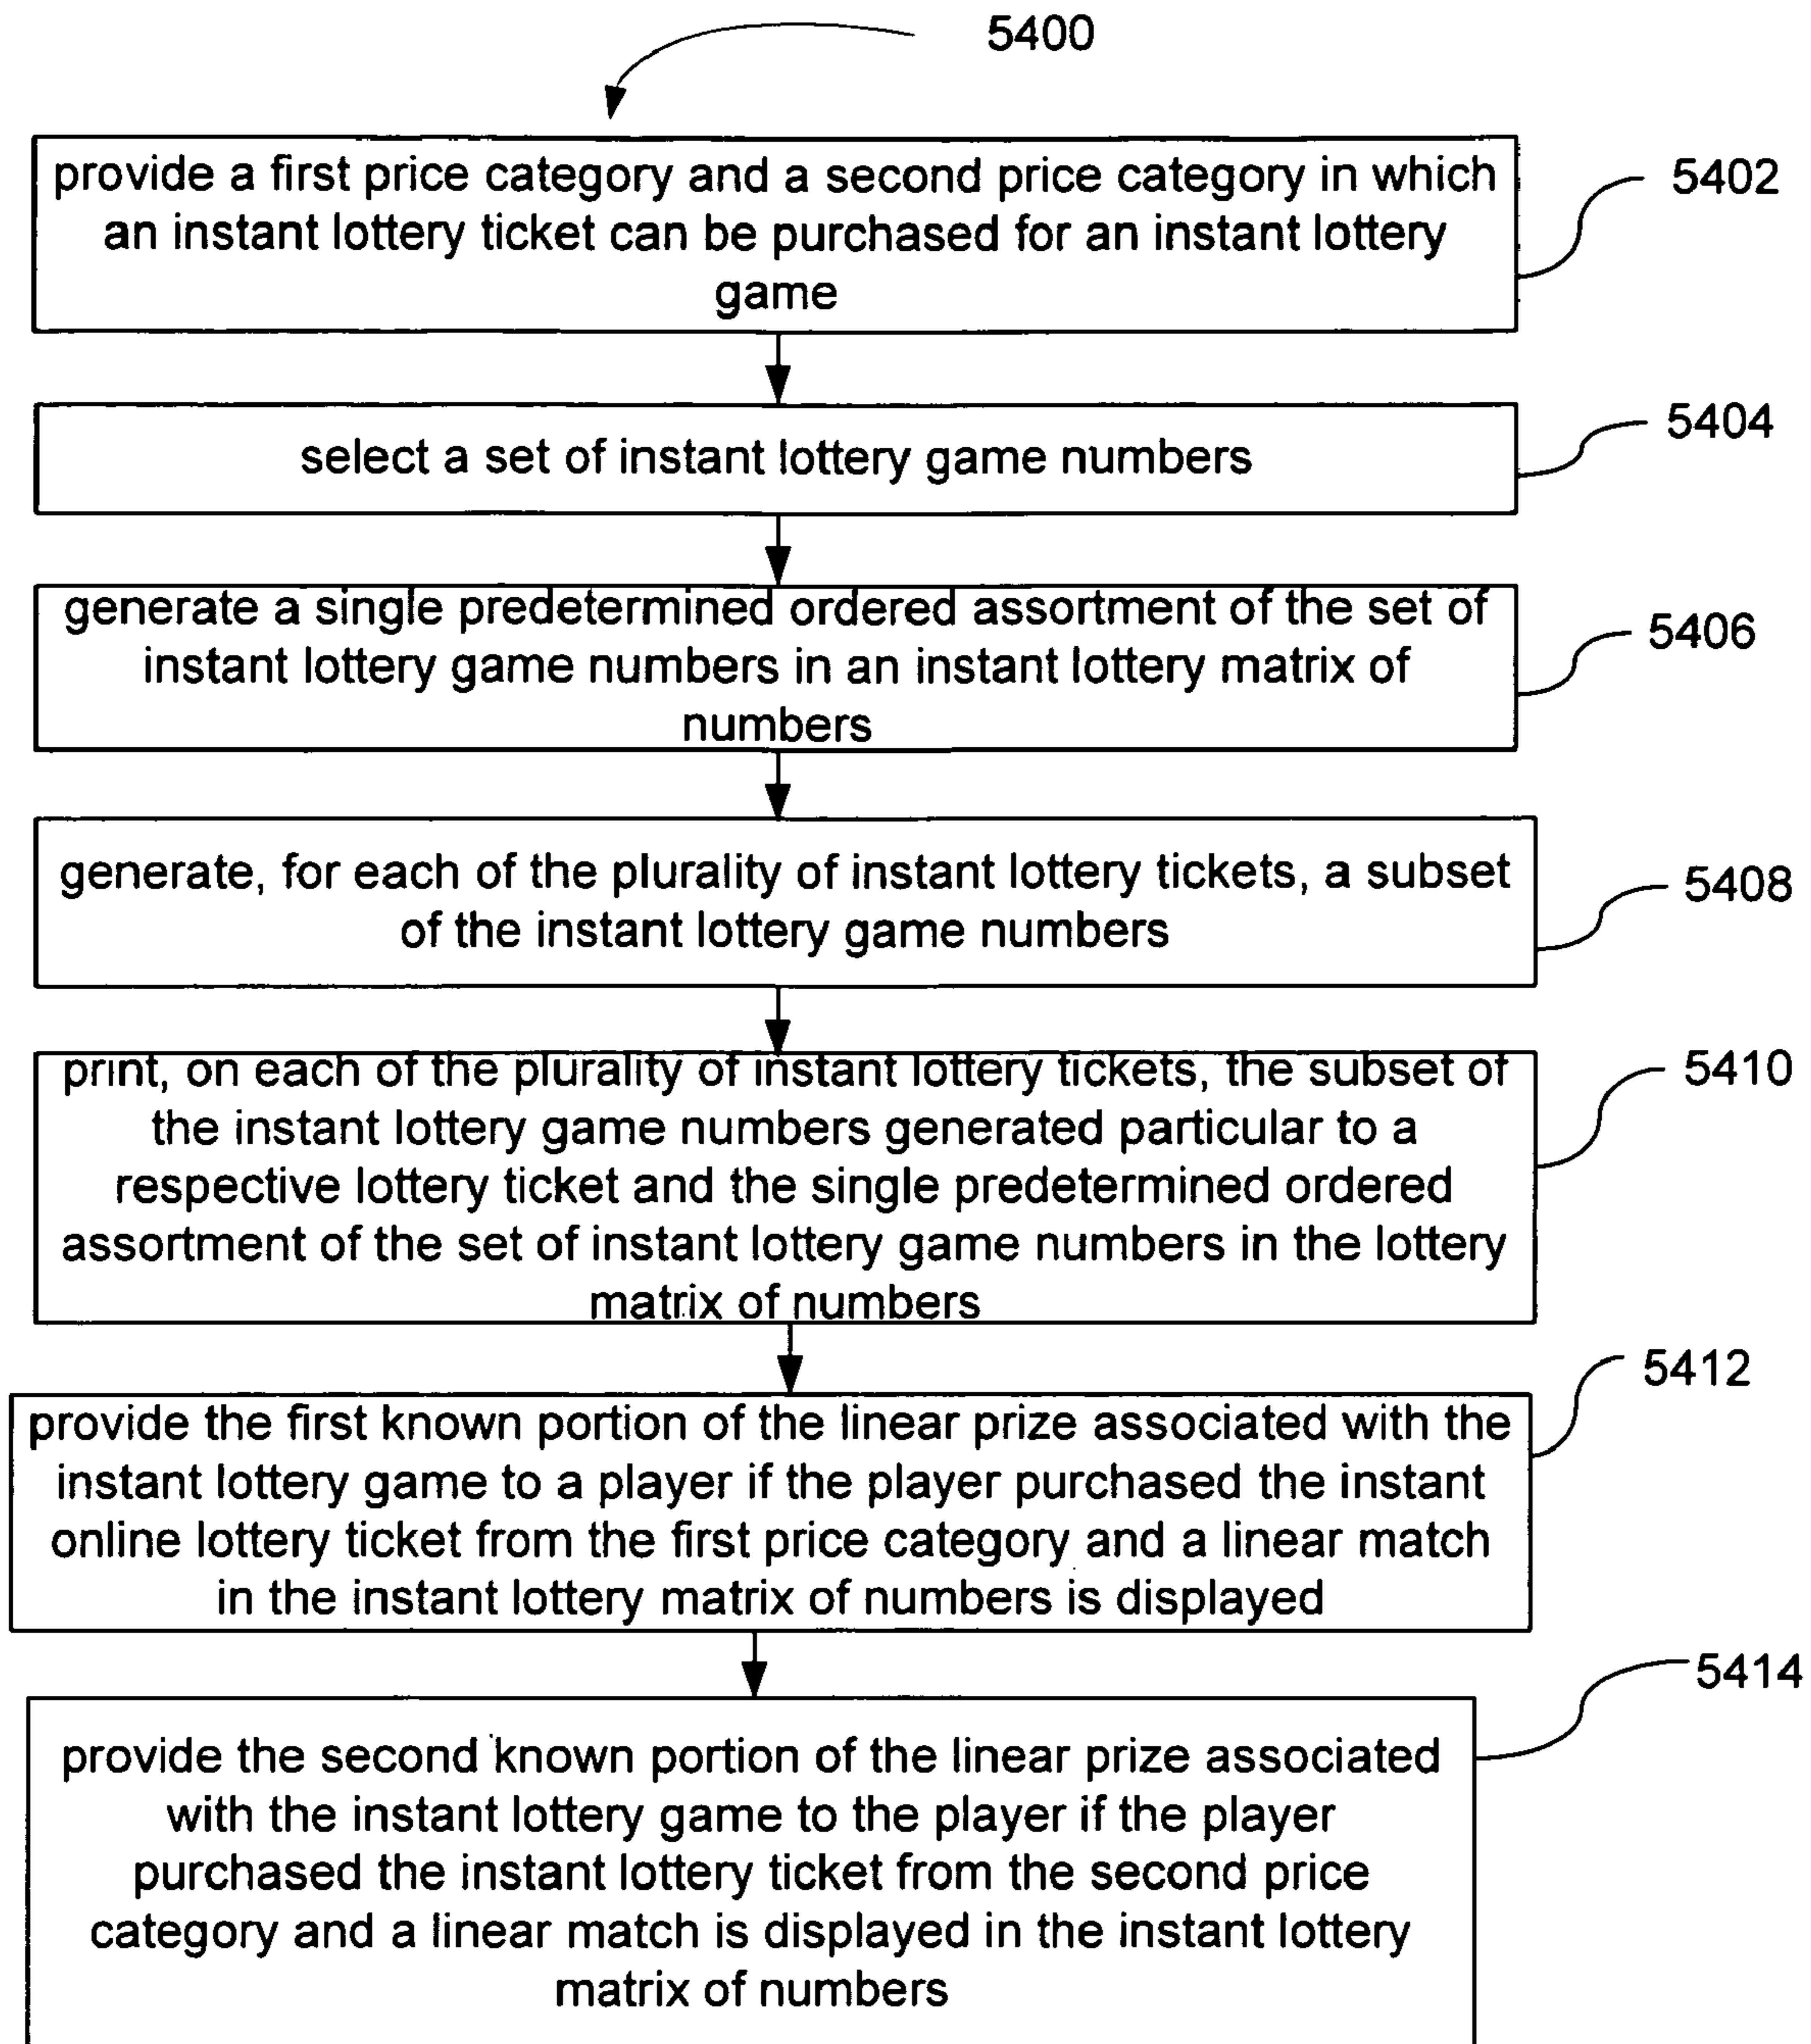 5400
provide a first price category and a second price category in which
an instant lottery ticket can be purchased for an instant lottery
game
5402
select a set of instant lottery game numbers
5404
generate a single predetermined ordered assortment of the set of
instant lottery game numbers in an instant lottery matrix of
numbers
5406
generate, for each of the plurality of instant lottery tickets, a subset
of the instant lottery game numbers
5408
print, on each of the plurality of instant lottery tickets, the subset of
the instant lottery game numbers generated particular to a
respective lottery ticket and the single predetermined ordered
assortment of the set of instant lottery game numbers in the lottery
matrix of numbers
5410
provide the first known portion of the linear prize associated with the
instant lottery game to a player if the player purchased the instant
online lottery ticket from the first price category and a linear match
in the instant lottery matrix of numbers is displayed
5412
provide the second known portion of the linear prize associated
with the instant lottery game to the player if the player
purchased the instant lottery ticket from the second price
category and a linear match is displayed in the instant lottery
matrix of numbers
5414